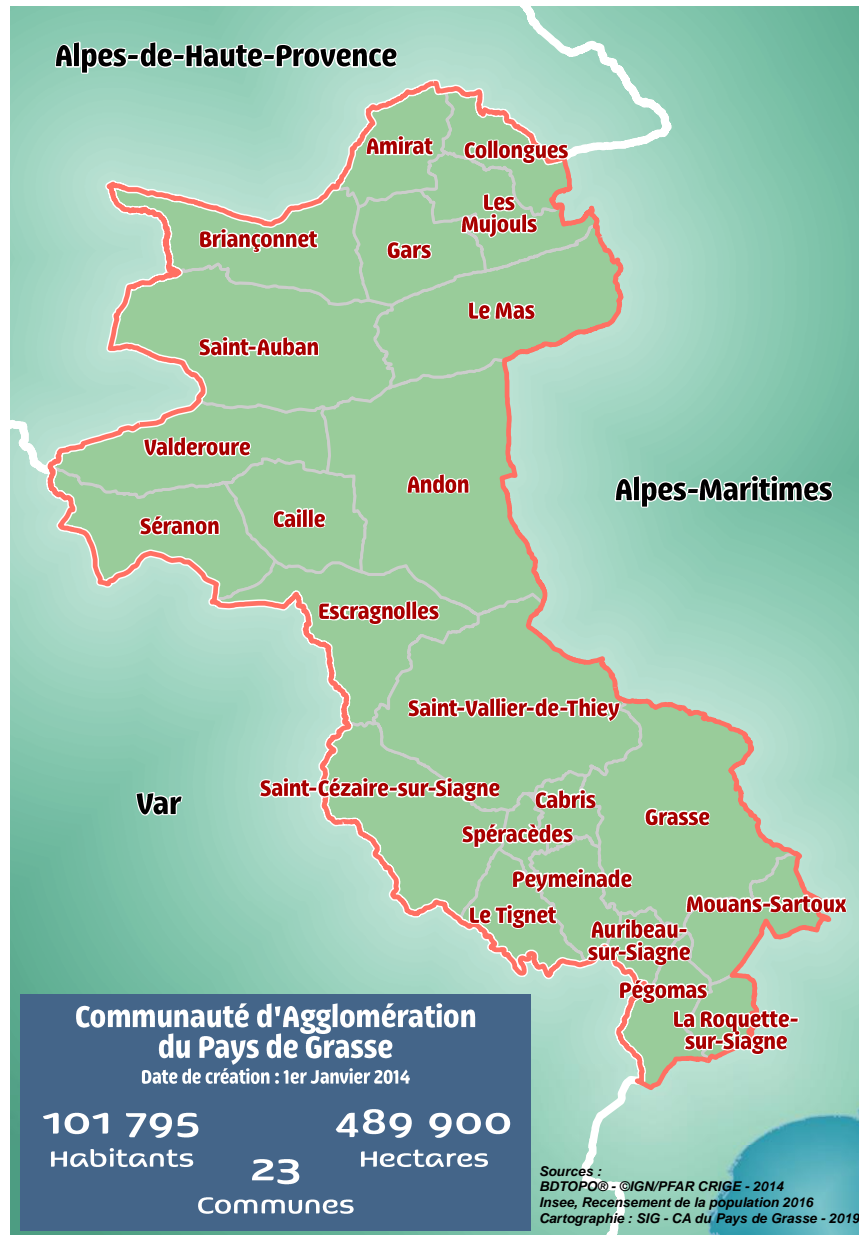 Alpes-de-Haute-Provence
Amirat
Collongues
Les
Mujouls
Briançonnet
Gars
Le Mas
Saint-Auban
Valderoure
Andon
Alpes-Maritimes
Séranon
Caille
Escragnolles
Saint-Vallier-de-Thiey
Saint-Cézaire-sur-Siagne
Var
Cabris
Grasse
Spéracèdes
Peymeinade
Mouans-Sartoux
Le Tignet
Auribeau-
sur-Siagne
Pégomas
La Roquette-
sur-Siagne
Communauté d'Agglomération
du Pays de Grasse
Date de création : 1er Janvier 2014
101 795
Habitants
489 900
Hectares
23
Communes
Sources :
BDTOPO® - ©IGN/PFAR CRIGE - 2014
Insee, Recensement de la population 2016
Cartographie : SIG - CA du Pays de Grasse - 2019